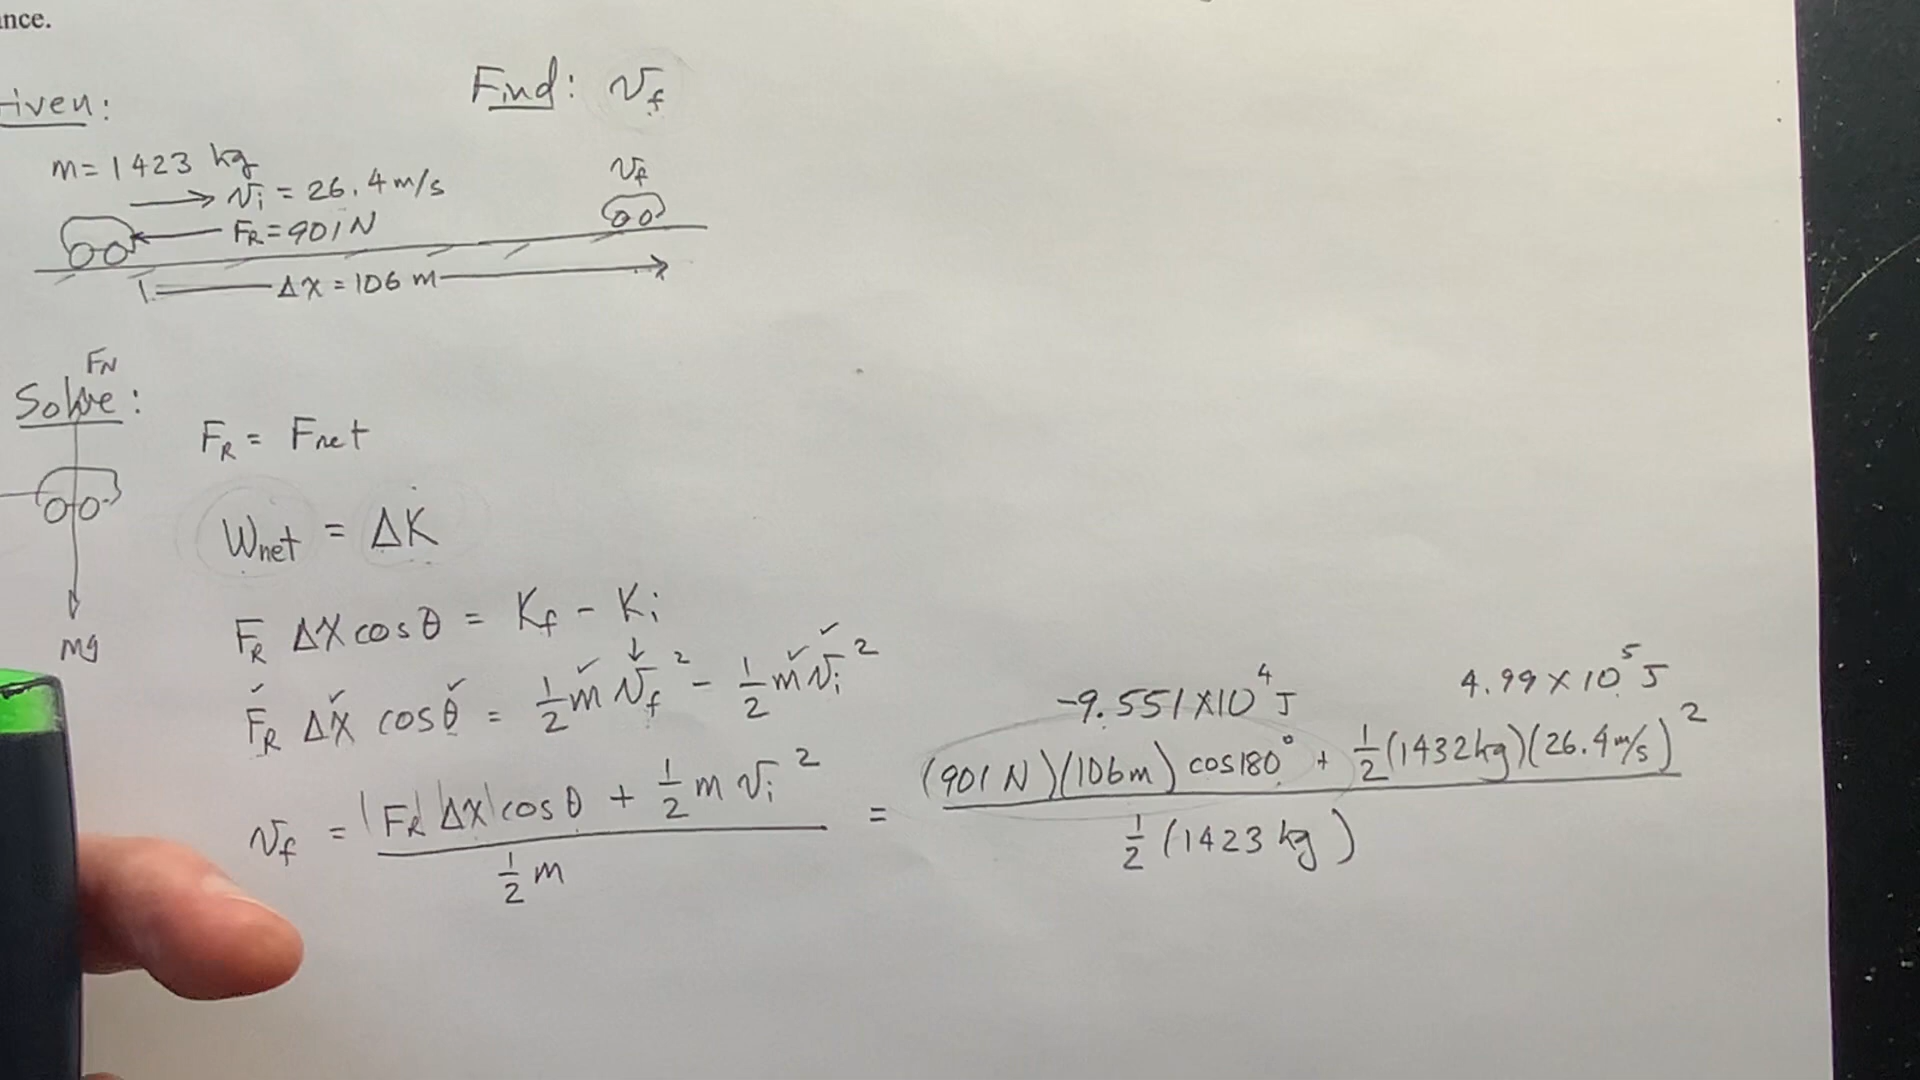 ance.
Given:
Find: vf
m = 1423 kg
vi = 26.4 m/s
vf
FR = 901 N
Δx = 106 m
FN
Solve:
FR = Fnet
Wnet = ΔK
mg
FR Δx cos θ = Kf - Ki
FR Δx cos θ = 1/2 m vf² - 1/2 m vi²
-9.551 x 10⁴ J 4.99 x 10⁵ J
vf = (FR Δx cos θ + 1/2 m vi²) / (1/2 m) = ((901 N)(106 m) cos 180° + 1/2 (1432 kg)(26.4 m/s)²) / (1/2 (1423 kg))